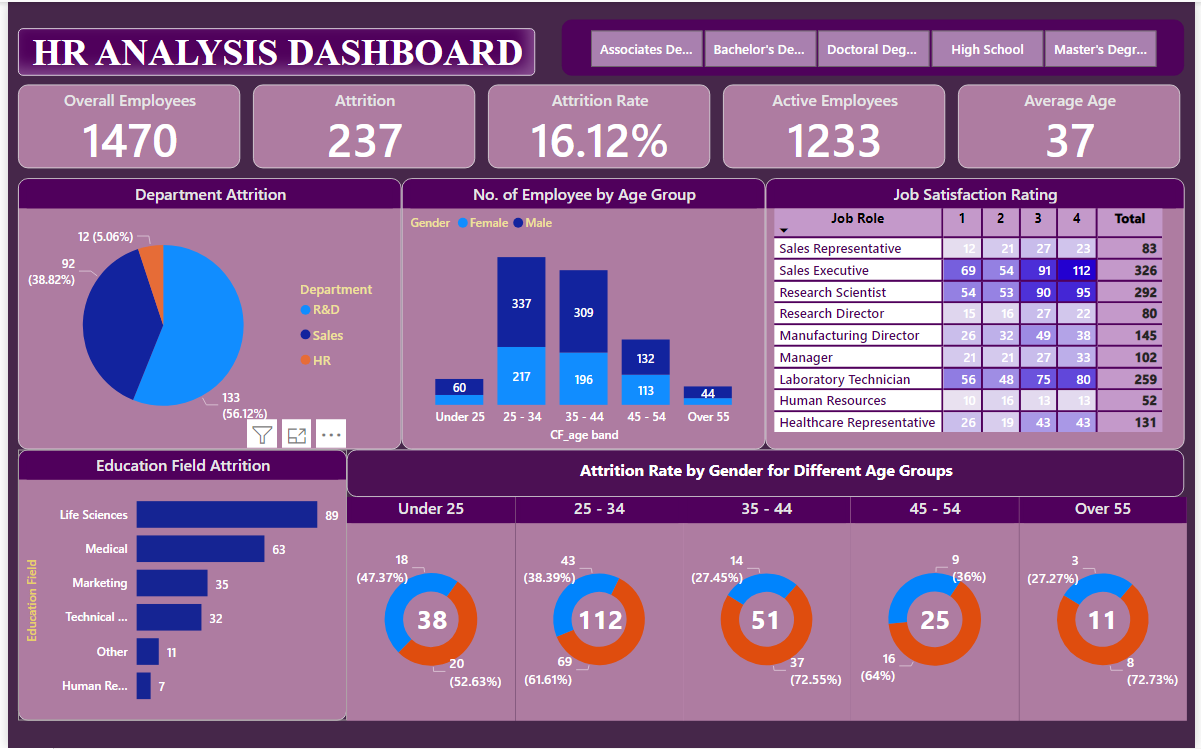 HR ANALYSIS DASHBOARD
Associates De...
Bachelor's De...
Doctoral Deg...
High School
Master's Degr...
Overall Employees
1470
Attrition
237
Attrition Rate
16.12%
Active Employees
1233
Average Age
37
Department Attrition
12 (5.06%)
92
(38.82%)
133
(56.12%)
Department
R&D
Sales
HR
No. of Employee by Age Group
Gender Female Male
60
337
217
309
196
132
113
44
Under 25 25 - 34 35 - 44 45 - 54 Over 55
CF_age band
Job Satisfaction Rating
Job Role 1 2 3 4 Total
Sales Representative 12 21 27 23 83
Sales Executive 69 54 91 112 326
Research Scientist 54 53 90 95 292
Research Director 15 16 27 22 80
Manufacturing Director 26 32 49 38 145
Manager 21 21 27 33 102
Laboratory Technician 56 48 75 80 259
Human Resources 10 16 13 13 52
Healthcare Representative 26 19 43 43 131
Education Field Attrition
Education Field
Life Sciences 89
Medical 63
Marketing 35
Technical ... 32
Other 11
Human Re... 7
Attrition Rate by Gender for Different Age Groups
Under 25
18
(47.37%)
38
20
(52.63%)
25 - 34
43
(38.39%)
112
69
(61.61%)
35 - 44
14
(27.45%)
51
37
(72.55%)
45 - 54
9
(36%)
25
16
(64%)
Over 55
3
(27.27%)
11
8
(72.73%)